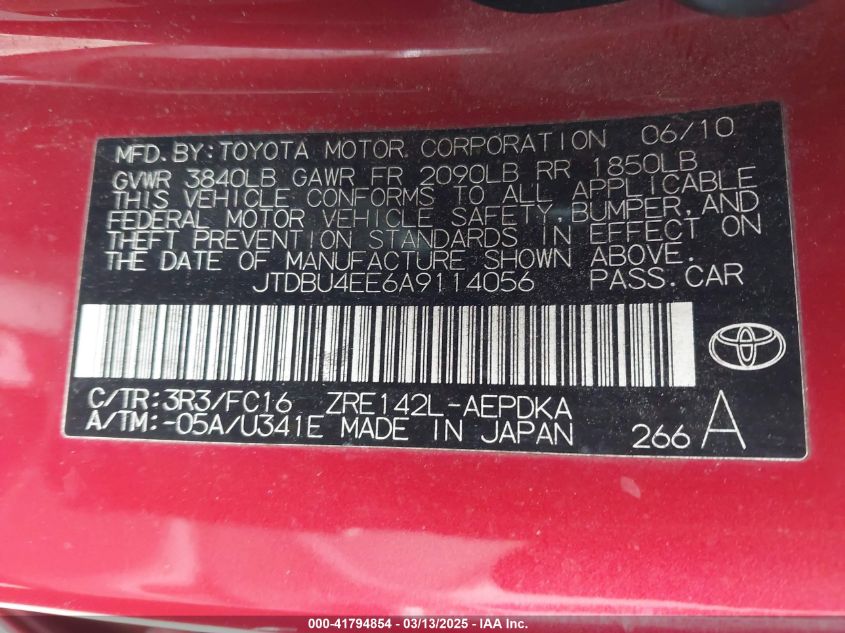 MFD. BY: TOYOTA MOTOR CORPORATION 06/10
GVWR 3840LB GAWR FR 2090LB RR 1850LB
THIS VEHICLE CONFORMS TO ALL APPLICABLE
FEDERAL MOTOR VEHICLE SAFETY, BUMPER, AND
THEFT PREVENTION STANDARDS IN EFFECT ON
THE DATE OF MANUFACTURE SHOWN ABOVE.
JTDBU4EE6A9114056 PASS. CAR
C/TR: 3R3/FC16 ZRE142L-AEPDKA
A/TM: -05A/U341E MADE IN JAPAN 266 A
000-41794854 - 03/13/2025 - IAA Inc.